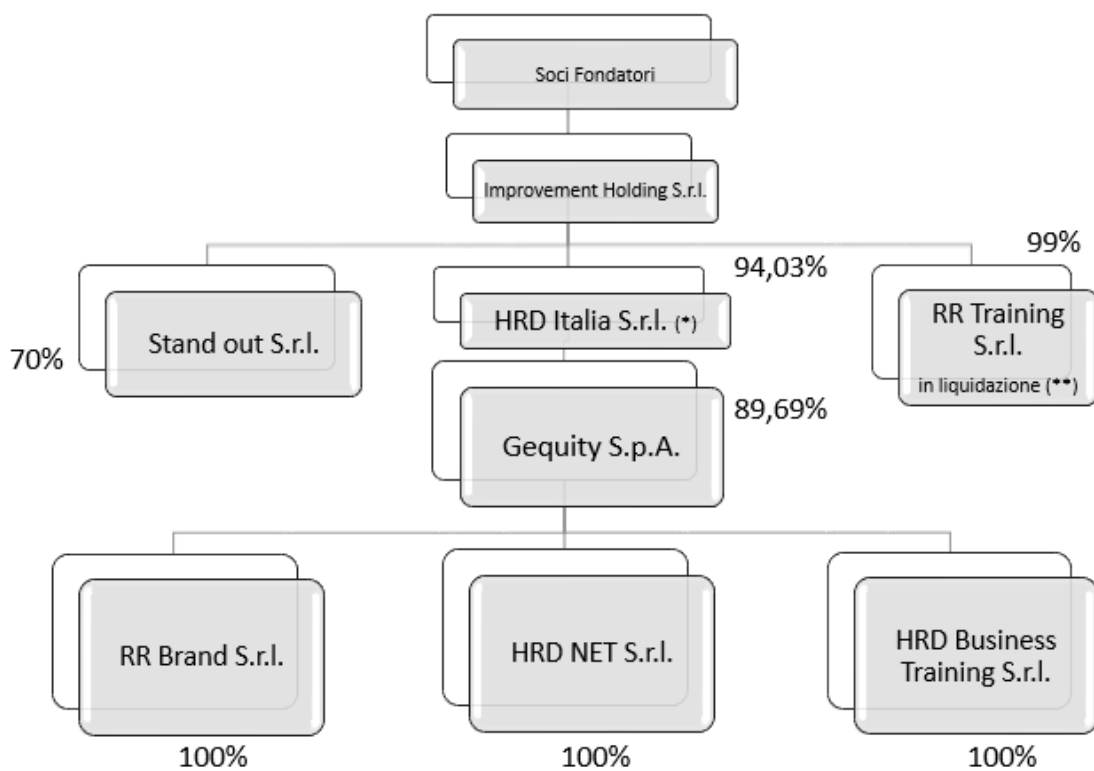 Soci Fondatori
Improvement Holding S.r.l.
99%
94,03%
HRD Italia S.r.l. (*)
RR Training
S.r.l.
in liquidazione (**)
Stand out S.r.l.
70%
89,69%
Gequity S.p.A.
RR Brand S.r.l.
HRD NET S.r.l.
HRD Business
Training S.r.l.
100%
100%
100%